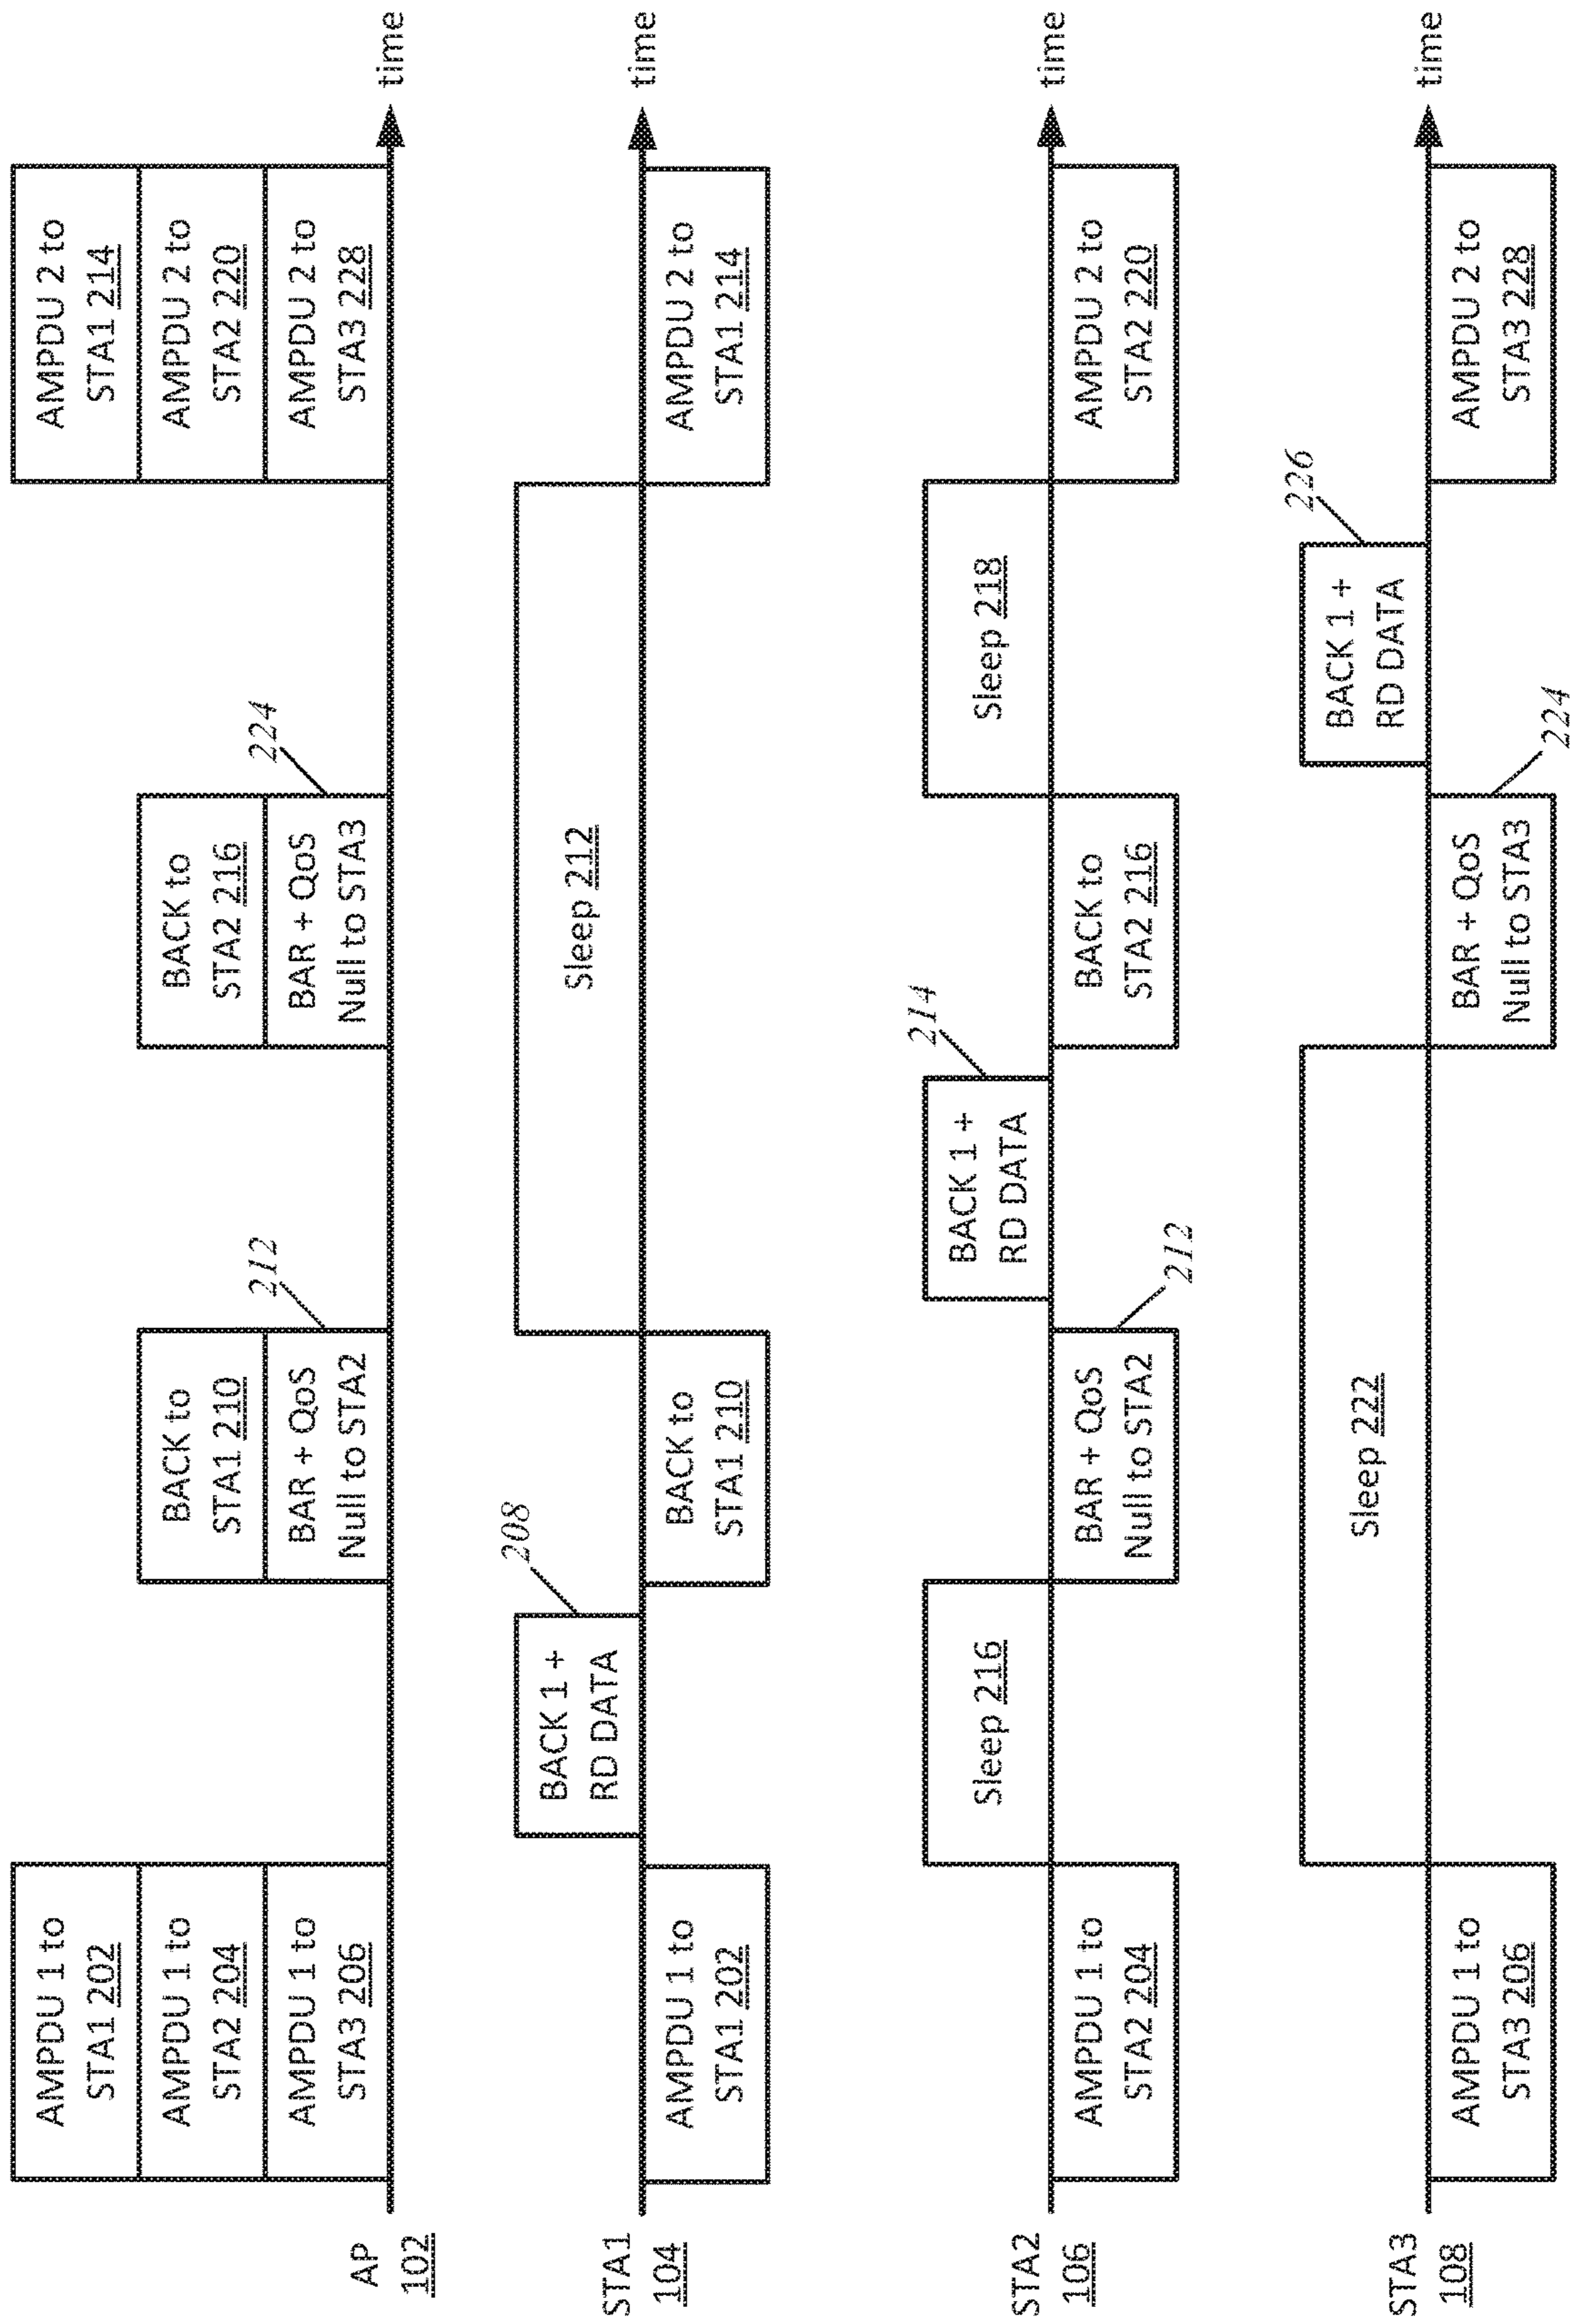 AMPDU 1 to
STA1 202
AMPDU 1 to
STA2 204
AMPDU 1 to
STA3 206
BACK to
STA1 210
BAR + QoS
Null to STA2
212
BACK to
STA2 216
BAR + QoS
Null to STA3
224
AMPDU 2 to
STA1 214
AMPDU 2 to
STA2 220
AMPDU 2 to
STA3 228
AP
102
time
BACK 1 +
RD DATA
208
Sleep 212
STA1
104
time
AMPDU 1 to
STA1 202
BACK to
STA1 210
AMPDU 2 to
STA1 214
Sleep 216
BACK 1 +
RD DATA
214
Sleep 218
STA2
106
time
AMPDU 1 to
STA2 204
BAR + QoS
Null to STA2
212
BACK to
STA2 216
AMPDU 2 to
STA2 220
Sleep 222
BACK 1 +
RD DATA
226
STA3
108
time
AMPDU 1 to
STA3 206
BAR + QoS
Null to STA3
224
AMPDU 2 to
STA3 228